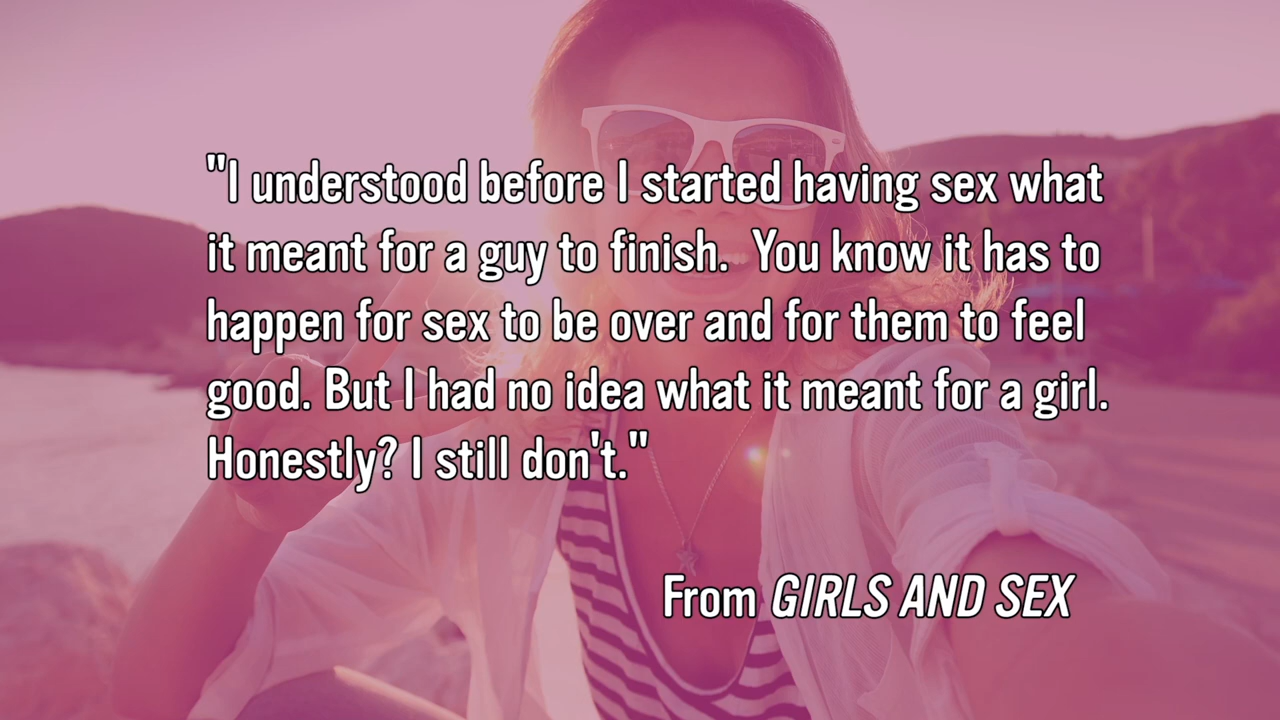 "I understood before I started having sex what
it meant for a guy to finish.  You know it has to
happen for sex to be over and for them to feel
good. But I had no idea what it meant for a girl.
Honestly? I still don't."
From GIRLS AND SEX